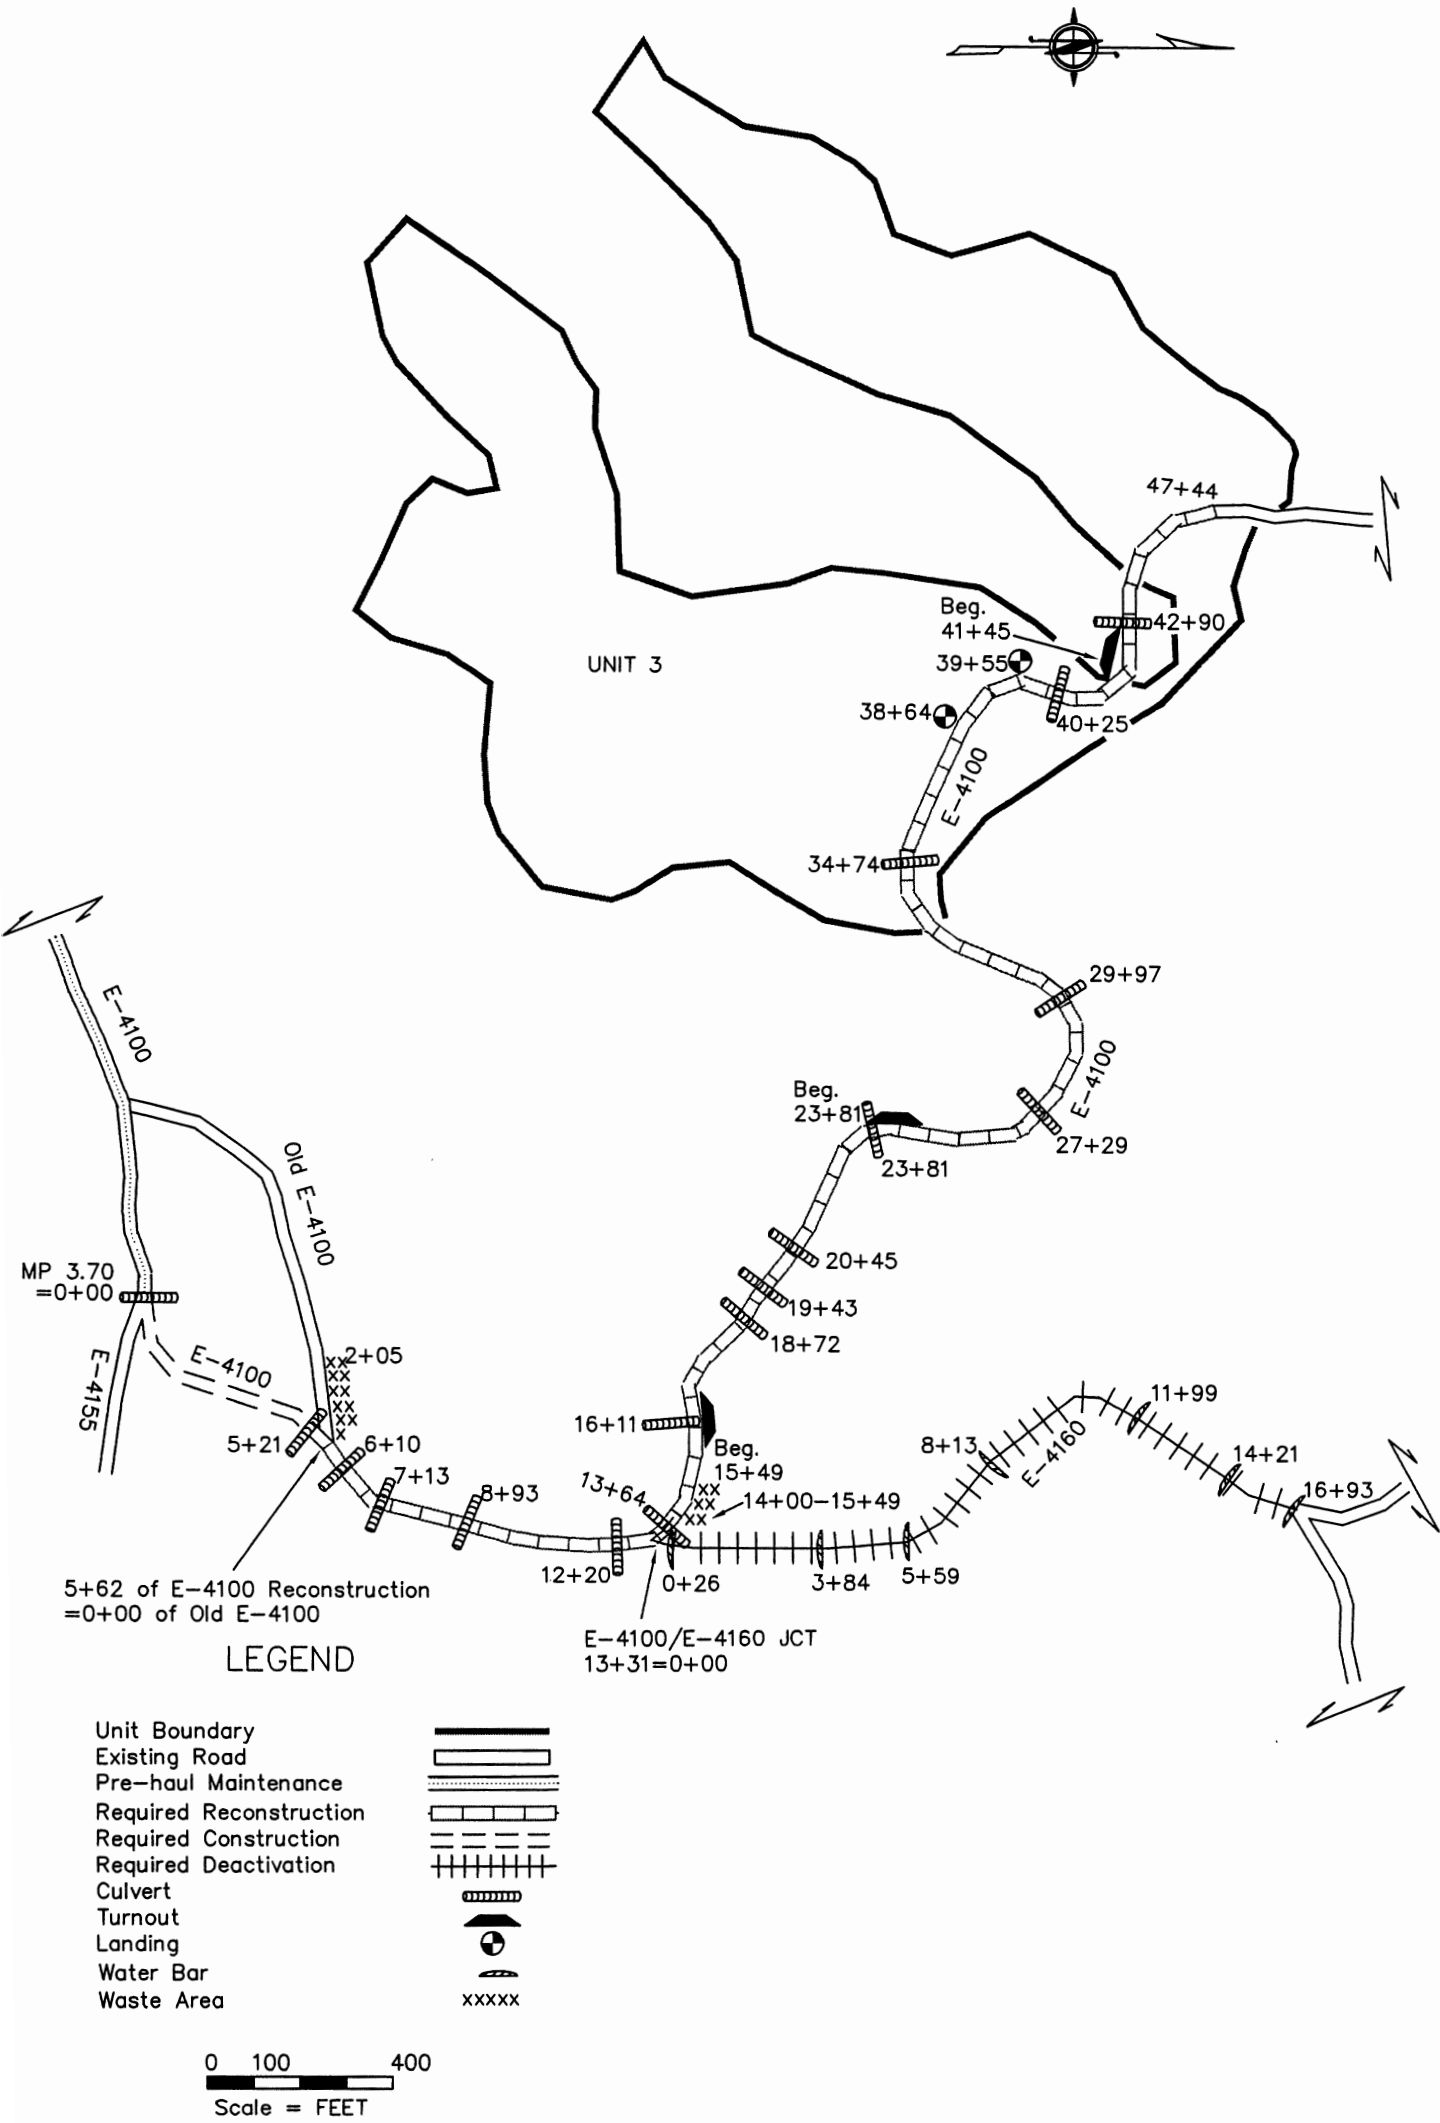 47+44
Beg.
41+45
42+90
39+55
UNIT 3
38+64
40+25
E-4100
34+74
29+97
E-4100
E-4100
Beg.
23+81
27+29
23+81
Old E-4100
20+45
MP 3.70
=0+00
19+43
18+72
E-4100
2+05
E-4155
11+99
16+11
5+21
6+10
8+13
E-4160
Beg.
15+49
14+21
7+13
13+64
8+93
14+00-15+49
16+93
12+20
0+26
3+84
5+59
5+62 of E-4100 Reconstruction
=0+00 of Old E-4100
E-4100/E-4160 JCT
13+31=0+00
LEGEND
Unit Boundary
Existing Road
Pre-haul Maintenance
Required Reconstruction
Required Construction
Required Deactivation
Culvert
Turnout
Landing
Water Bar
Waste Area
xxxxx
0 100 400
Scale = FEET